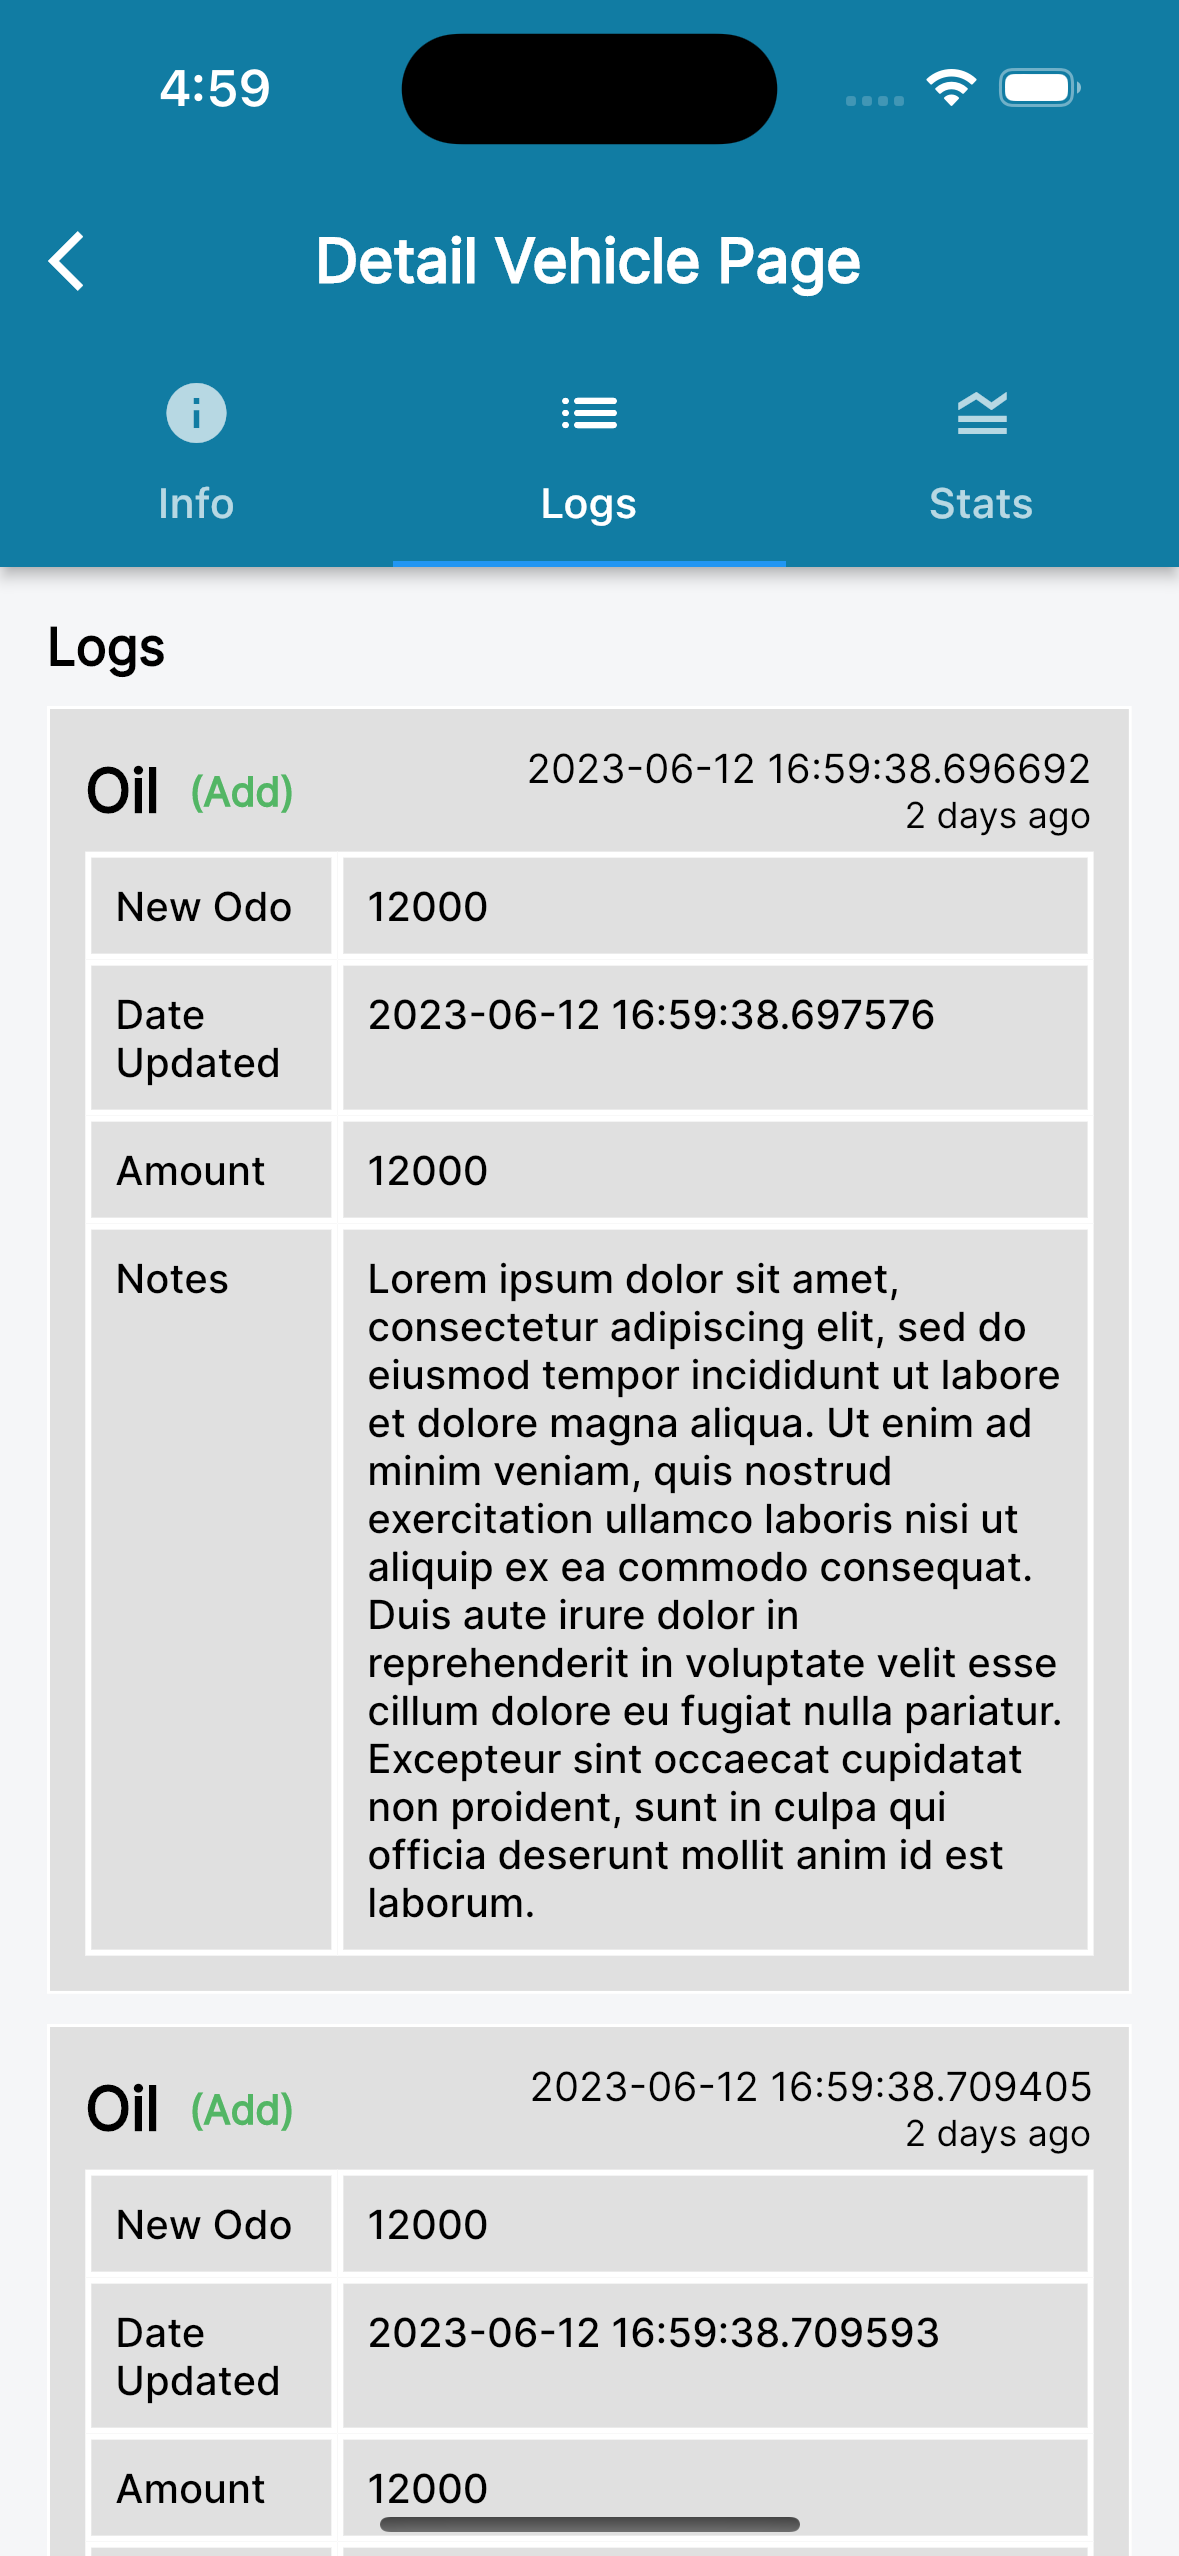 4:59
Detail Vehicle Page
Info
Logs
Stats
Logs
Oil (Add)
2023-06-12 16:59:38.696692
2 days ago
New Odo
12000
Date
Updated
2023-06-12 16:59:38.697576
Amount
12000
Notes
Lorem ipsum dolor sit amet,
consectetur adipiscing elit, sed do
eiusmod tempor incididunt ut labore
et dolore magna aliqua. Ut enim ad
minim veniam, quis nostrud
exercitation ullamco laboris nisi ut
aliquip ex ea commodo consequat.
Duis aute irure dolor in
reprehenderit in voluptate velit esse
cillum dolore eu fugiat nulla pariatur.
Excepteur sint occaecat cupidatat
non proident, sunt in culpa qui
officia deserunt mollit anim id est
laborum.
Oil (Add)
2023-06-12 16:59:38.709405
2 days ago
New Odo
12000
Date
Updated
2023-06-12 16:59:38.709593
Amount
12000